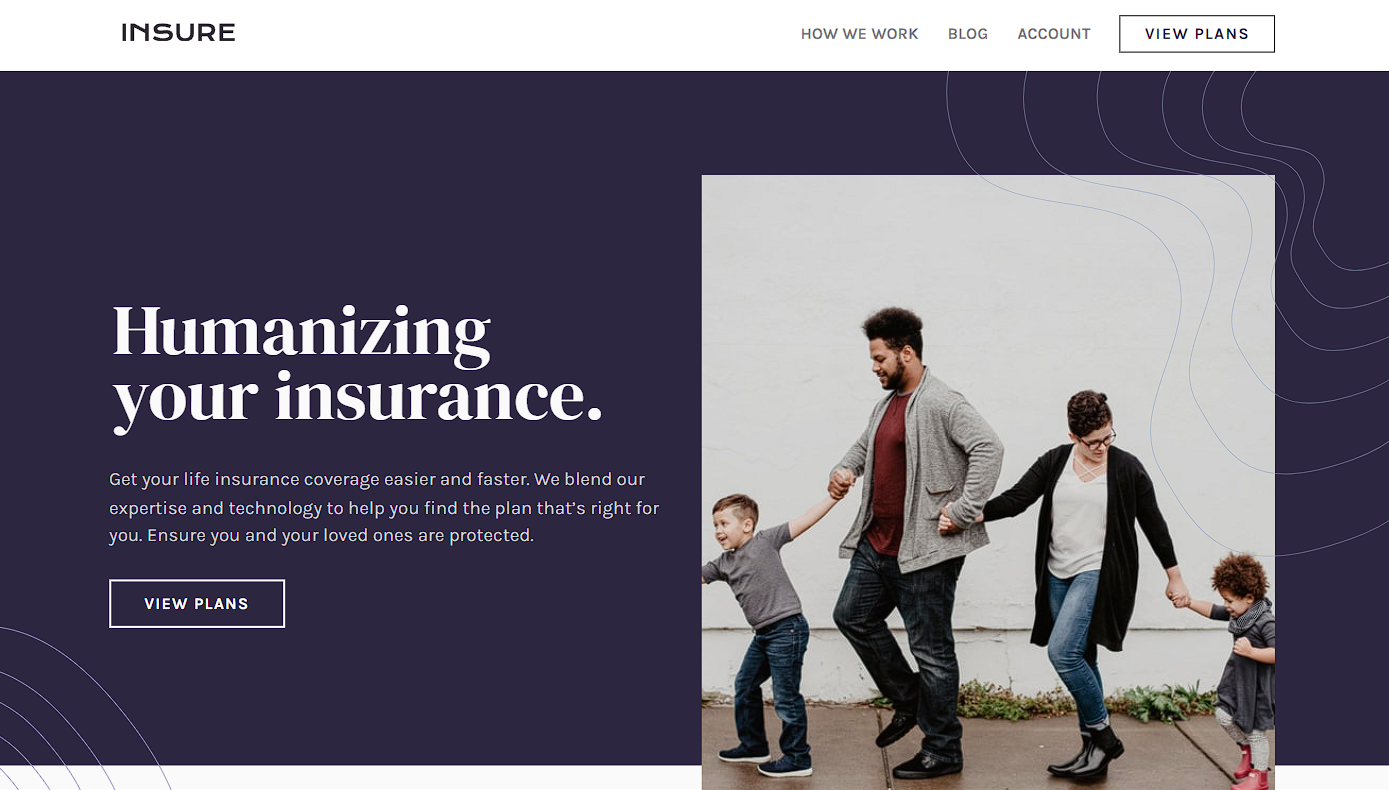 INSURE
HOW WE WORK
BLOG
ACCOUNT
VIEW PLANS
Humanizing
your insurance.
Get your life insurance coverage easier and faster. We blend our
expertise and technology to help you find the plan that’s right for
you. Ensure you and your loved ones are protected.
VIEW PLANS